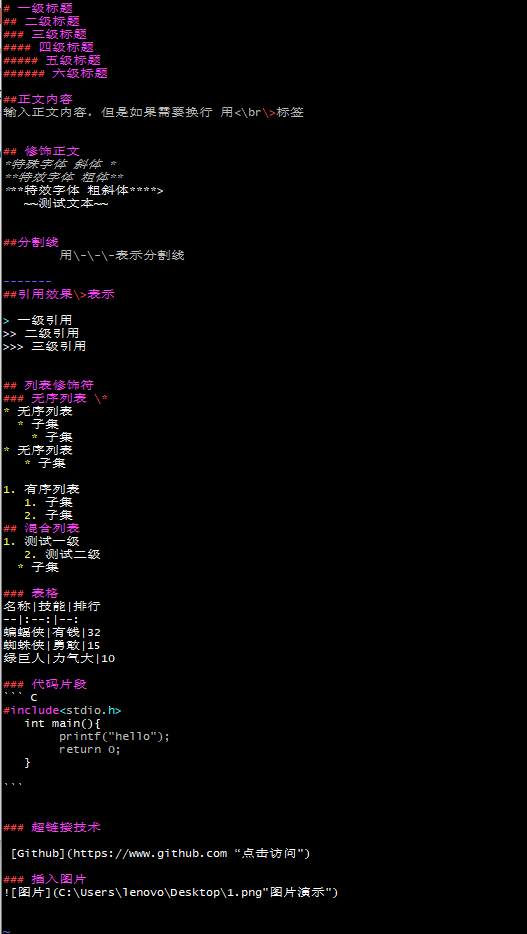 # 一级标题
## 二级标题
### 三级标题
#### 四级标题
##### 五级标题
###### 六级标题
##正文内容
输入正文内容，但是如果需要换行 用<\br\>标签
## 修饰正文
*特殊字体 斜体 *
**特效字体 粗体**
***特效字体 粗斜体****>
~~测试文本~~
##分割线
用\-\-\-表示分割线
-------
##引用效果\>表示
> 一级引用
>> 二级引用
>>> 三级引用
## 列表修饰符
### 无序列表 \*
* 无序列表
* 子集
* 子集
* 无序列表
* 子集
1. 有序列表
1. 子集
2. 子集
## 混合列表
1. 测试一级
2. 测试二级
* 子集
### 表格
名称|技能|排行
--|:--:|--:
蝙蝠侠|有钱|32
蜘蛛侠|勇敢|15
绿巨人|力气大|10
### 代码片段
``` C
#include<stdio.h>
int main(){
printf("hello");
return 0;
}
```
### 超链接技术
[Github](https://www.github.com “点击访问")
### 插入图片
![图片](C:\Users\lenovo\Desktop\1.png"图片演示")
~